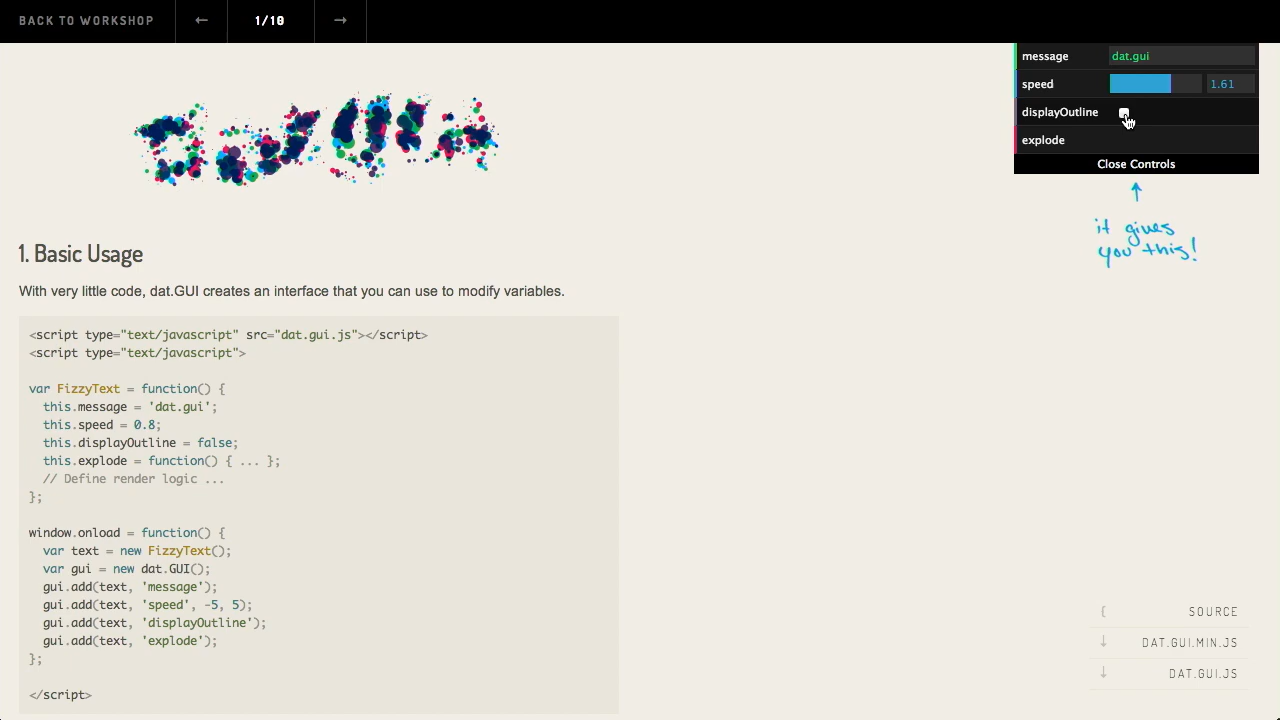 BACK TO WORKSHOP
←
1/10
→
message dat.gui
speed 1.61
displayOutline
explode
Close Controls
it gives
you this!
1. Basic Usage
With very little code, dat.GUI creates an interface that you can use to modify variables.
<script type="text/javascript" src="dat.gui.js"></script>
<script type="text/javascript">
var FizzyText = function() {
  this.message = 'dat.gui';
  this.speed = 0.8;
  this.displayOutline = false;
  this.explode = function() { ... };
  // Define render logic ...
};
window.onload = function() {
  var text = new FizzyText();
  var gui = new dat.GUI();
  gui.add(text, 'message');
  gui.add(text, 'speed', -5, 5);
  gui.add(text, 'displayOutline');
  gui.add(text, 'explode');
};
</script>
{ SOURCE
↓ DAT.GUI.MIN.JS
↓ DAT.GUI.JS